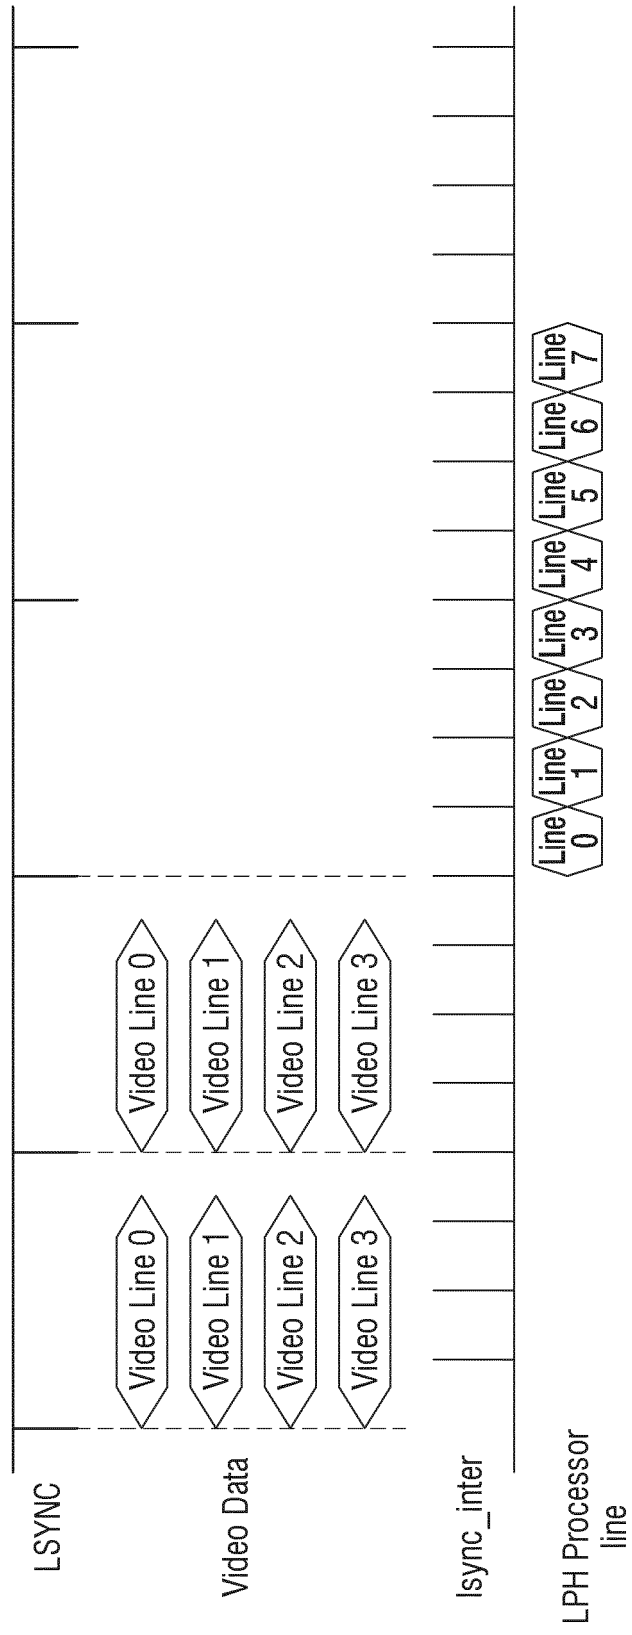 LSYNC
Video Data
Video Line 0
Video Line 0
Video Line 1
Video Line 1
Video Line 2
Video Line 2
Video Line 3
Video Line 3
lsync_inter
LPH Processor
line
Line
0
Line
1
Line
2
Line
3
Line
4
Line
5
Line
6
Line
7